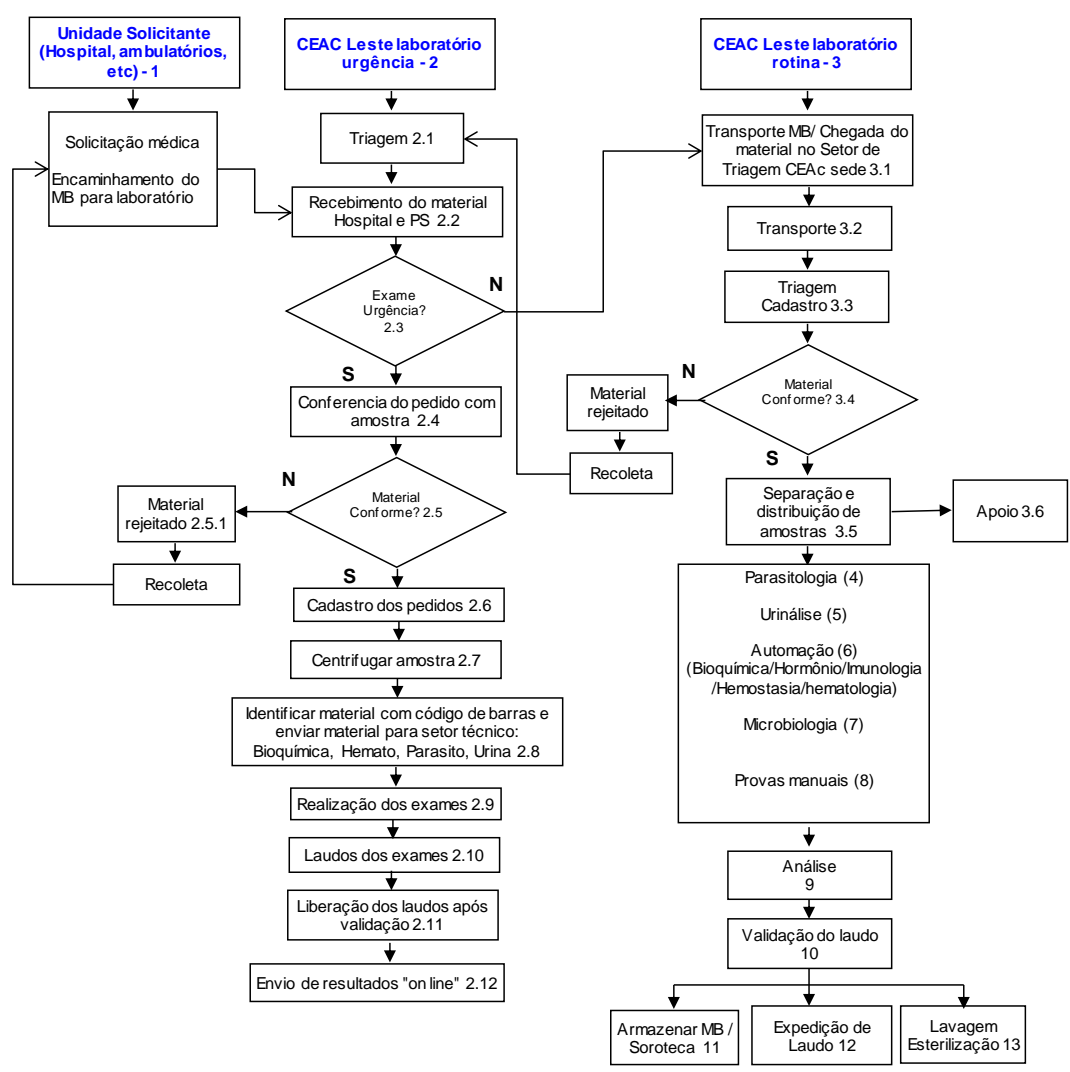 Unidade Solicitante
(Hospital, ambulatórios,
etc) - 1
Solicitação médica
Encaminhamento do
MB para laboratório
CEAC Leste laboratório
urgência - 2
Triagem 2.1
Recebimento do material
Hospital e PS 2.2
Exame
Urgência?
2.3
N
S
Conferencia do pedido com
amostra 2.4
Material
Conforme? 2.5
N
Material
rejeitado 2.5.1
Recoleta
S
Cadastro dos pedidos 2.6
Centrifugar amostra 2.7
Identificar material com código de barras e
enviar material para setor técnico:
Bioquímica, Hemato, Parasito, Urina 2.8
Realização dos exames 2.9
Laudos dos exames 2.10
Liberação dos laudos após
validação 2.11
Envio de resultados "on line" 2.12
CEAC Leste laboratório
rotina - 3
Transporte MB/ Chegada do
material no Setor de
Triagem CEAc sede 3.1
Transporte 3.2
Triagem
Cadastro 3.3
Material
Conforme? 3.4
N
Material
rejeitado
Recoleta
S
Separação e
distribuição de
amostras 3.5
Apoio 3.6
Parasitologia (4)
Urinálise (5)
Automação (6)
(Bioquímica/Hormônio/Imunologia
/Hemostasia/hematologia)
Microbiologia (7)
Provas manuais (8)
Análise
9
Validação do laudo
10
Armazenar MB /
Soroteca 11
Expedição de
Laudo 12
Lavagem
Esterilização 13